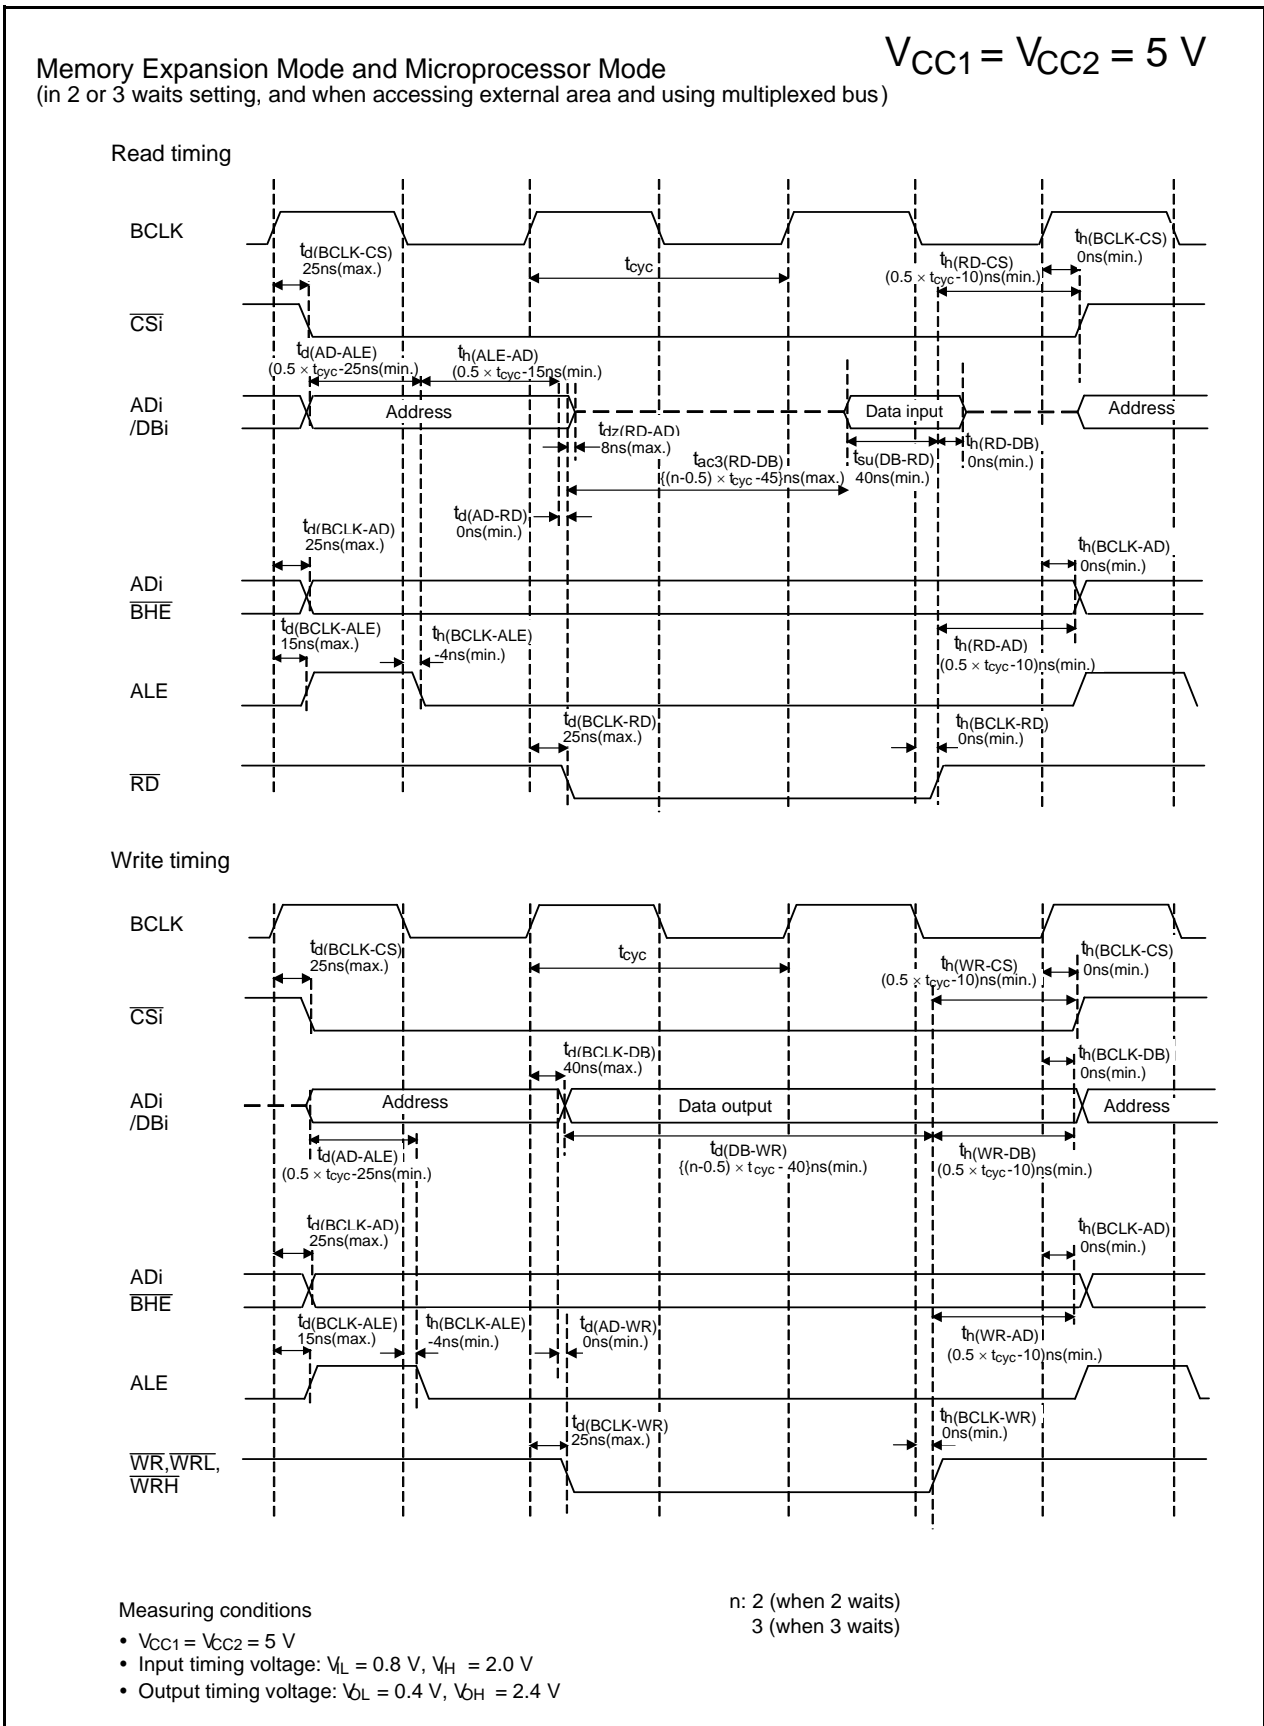 VCC1 = VCC2 = 5 V
Memory Expansion Mode and Microprocessor Mode
(in 2 or 3 waits setting, and when accessing external area and using multiplexed bus)
Read timing
BCLK
td(BCLK-CS)
25ns(max.)
tcyc
th(RD-CS)
(0.5 × tcyc-10)ns(min.)
th(BCLK-CS)
0ns(min.)
CSi
td(AD-ALE)
(0.5 × tcyc-25ns(min.)
th(ALE-AD)
(0.5 × tcyc-15ns(min.)
ADi
/DBi
Address
Data input
Address
tdz(RD-AD)
8ns(max.)
tac3(RD-DB)
{(n-0.5) × tcyc -45}ns(max.)
tsu(DB-RD)
40ns(min.)
th(RD-DB)
0ns(min.)
td(AD-RD)
0ns(min.)
td(BCLK-AD)
25ns(max.)
th(BCLK-AD)
0ns(min.)
ADi
BHE
td(BCLK-ALE)
15ns(max.)
th(BCLK-ALE)
-4ns(min.)
th(RD-AD)
(0.5 × tcyc-10)ns(min.)
ALE
td(BCLK-RD)
25ns(max.)
th(BCLK-RD)
0ns(min.)
RD
Write timing
BCLK
td(BCLK-CS)
25ns(max.)
tcyc
th(WR-CS)
(0.5 × tcyc-10)ns(min.)
th(BCLK-CS)
0ns(min.)
CSi
td(BCLK-DB)
40ns(max.)
th(BCLK-DB)
0ns(min.)
ADi
/DBi
Address
Data output
Address
td(AD-ALE)
(0.5 × tcyc-25ns(min.)
td(DB-WR)
{(n-0.5) × tcyc - 40}ns(min.)
th(WR-DB)
(0.5 × tcyc-10)ns(min.)
td(BCLK-AD)
25ns(max.)
th(BCLK-AD)
0ns(min.)
ADi
BHE
td(BCLK-ALE)
15ns(max.)
th(BCLK-ALE)
-4ns(min.)
td(AD-WR)
0ns(min.)
th(WR-AD)
(0.5 × tcyc-10)ns(min.)
ALE
td(BCLK-WR)
25ns(max.)
th(BCLK-WR)
0ns(min.)
WR,WRL,
WRH
Measuring conditions
• VCC1 = VCC2 = 5 V
• Input timing voltage: VIL = 0.8 V, VIH = 2.0 V
• Output timing voltage: VOL = 0.4 V, VOH = 2.4 V
n: 2 (when 2 waits)
3 (when 3 waits)